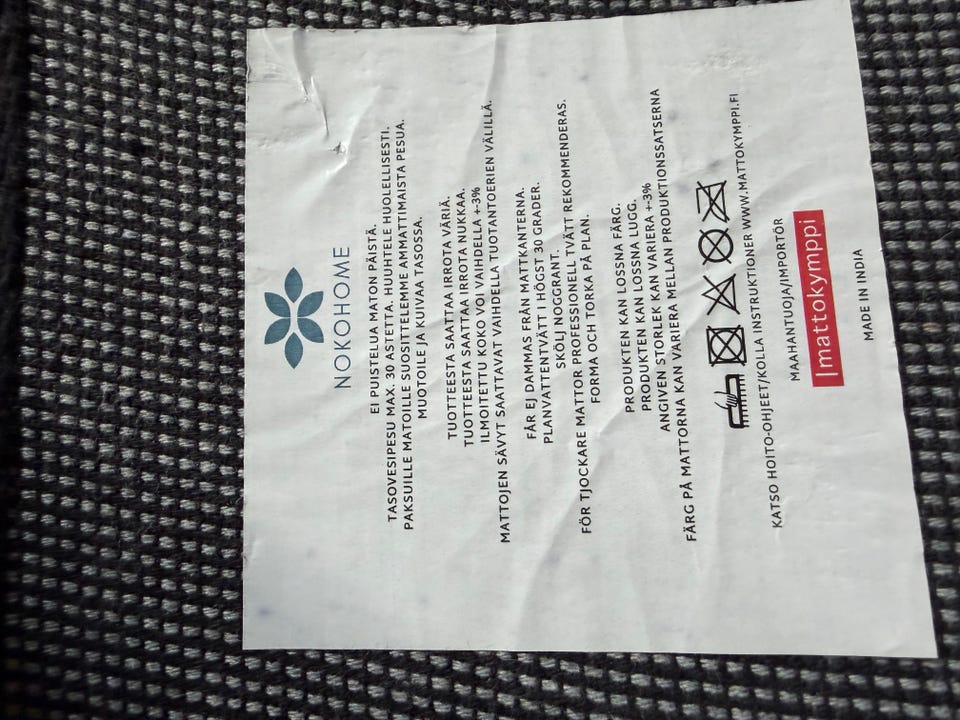 NOKOHOME
EI PUISTELUA MATON PÄISTÄ.
TASOVESIPESU MAX. 30 ASTETTA. HUUHTELE HUOLELLISESTI.
PAKSUILLE MATOILLE SUOSITTELEMME AMMATTIMAISTA PESUA.
MUOTOILE JA KUIVAA TASOSSA.
TUOTTEESTA SAATTAA IRROTA VÄRIÄ.
TUOTTEESTA SAATTAA IROTA NUKKAA.
ILMOITETTU KOKO VOI VAIHDELLA +-3%
MATTOJEN SÄVYT SAATTAVAT VAIHDELLA TUOTANTOERIEN VÄLILLÄ.
FÅR EJ DAMMAS FRÅN MATTKANTERNA.
PLANVATTENTVÄTT I HÖGST 30 GRADER.
SKÖLJ NOGGRANT.
FÖR TJOCKARE MATTOR PROFESSIONELL TVÄTT REKOMMENDERAS.
FORMA OCH TORKA PÅ PLAN.
PRODUKTEN KAN LOSSNA FÄRG.
PRODUKTEN KAN LOSSNA LUGG.
ANGIVEN STORLEK KAN VARIERA +-3%
FÄRG PÅ MATTORNA KAN VARIERA MELLAN PRODUKTIONSSATSERNA
KATSO HOITO-OHJEET/KOLLA INSTRUKTIONER WWW.MATTOKYMPPI.FI
MAAHANTUOJA/IMPORTÖR
mattokymppi
MADE IN INDIA